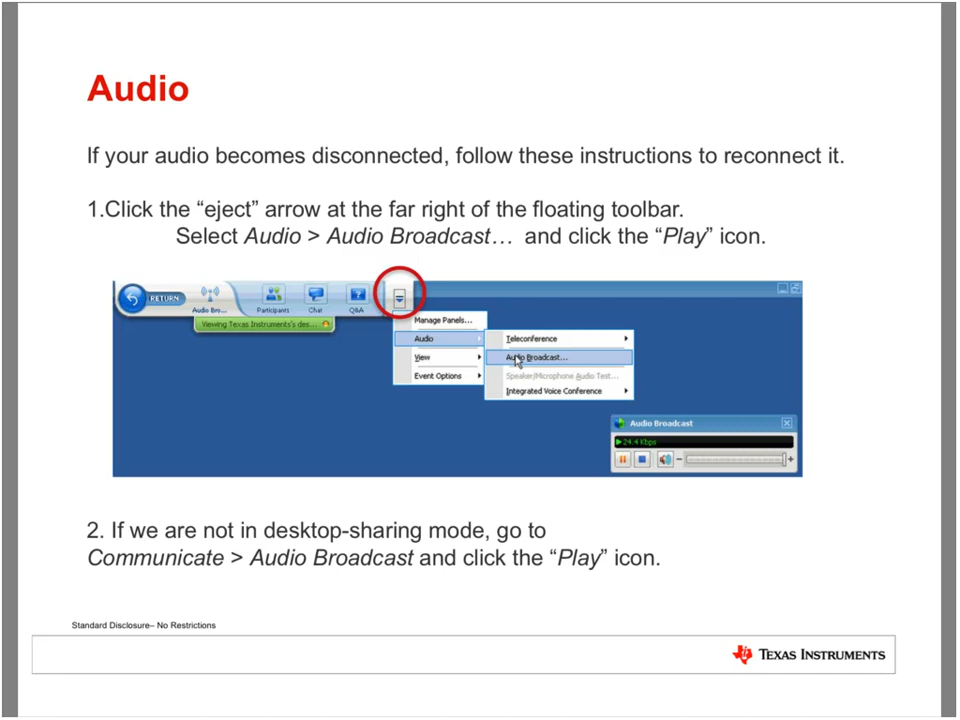 Audio
If your audio becomes disconnected, follow these instructions to reconnect it.
1.Click the “eject” arrow at the far right of the floating toolbar.
Select Audio > Audio Broadcast… and click the “Play” icon.
RETURN
Audio Bro...
Participants
Chat
Q&A
Viewing Texas Instruments's des...
Manage Panels...
Audio
View
Event Options
Teleconference
Audio Broadcast...
Speaker/Microphone Audio Test...
Integrated Voice Conference
Audio Broadcast
24.4 Kbps
2. If we are not in desktop-sharing mode, go to
Communicate > Audio Broadcast and click the “Play” icon.
Standard Disclosure– No Restrictions
TEXAS INSTRUMENTS